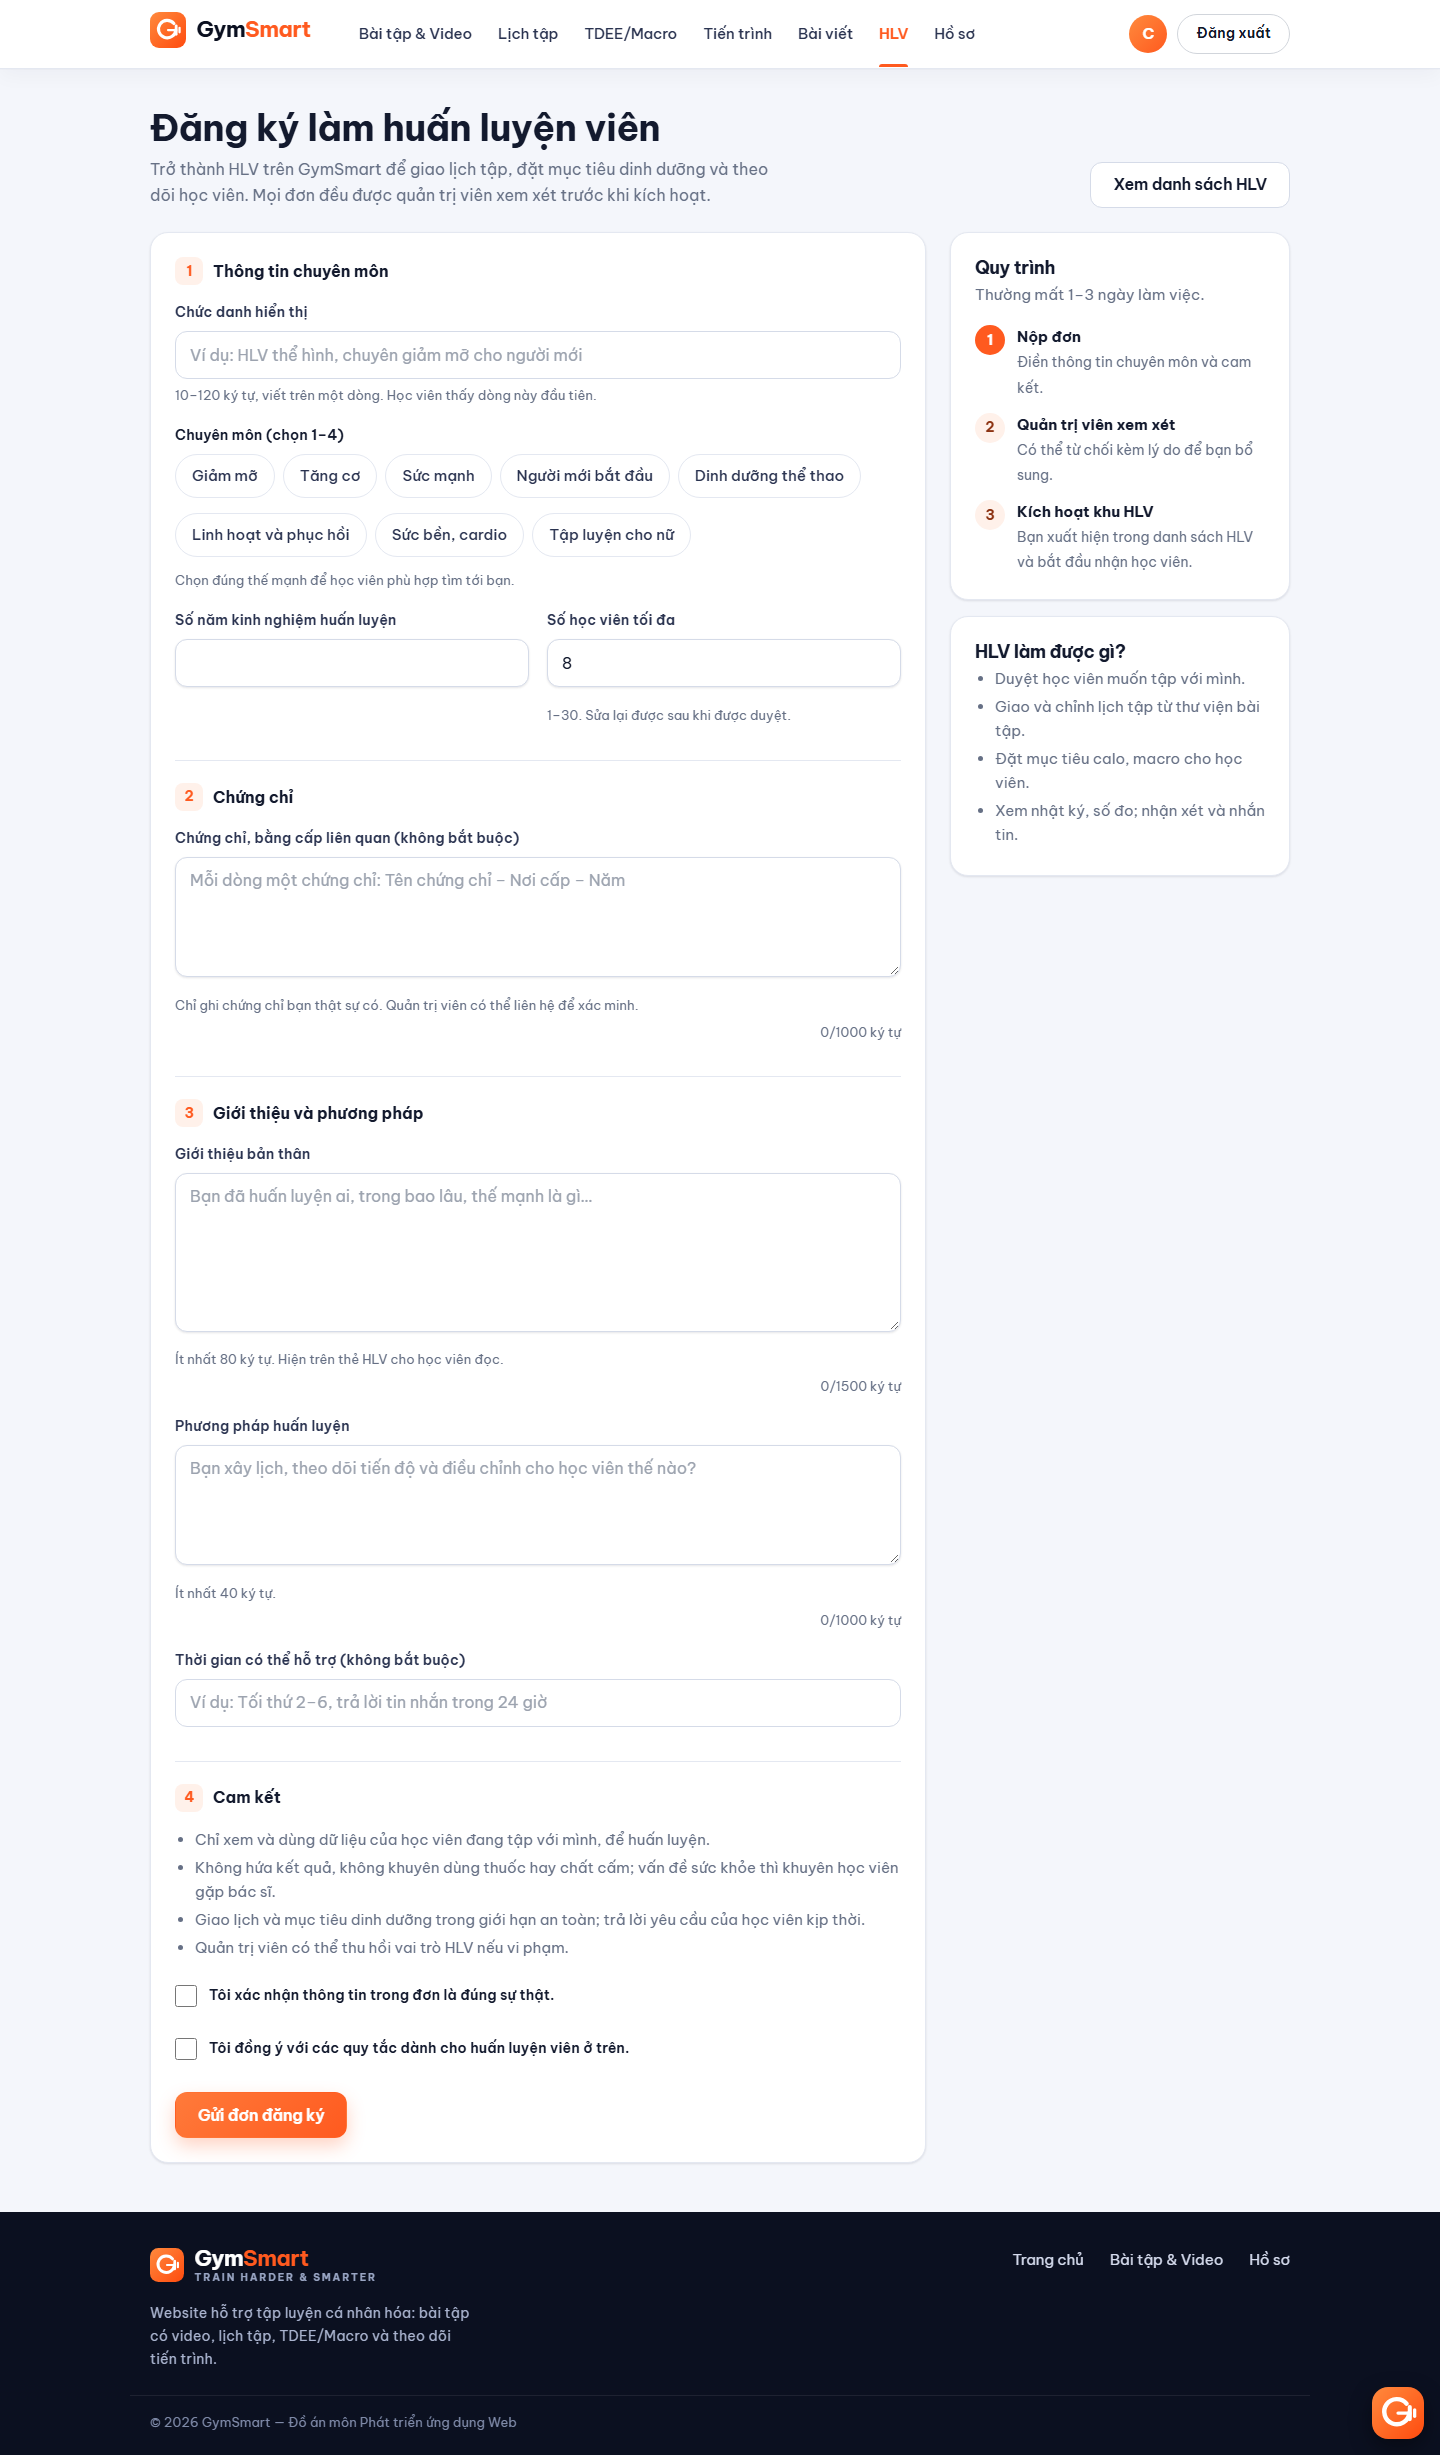 GymSmart
Bài tập & Video
Lịch tập
TDEE/Macro
Tiến trình
Bài viết
HLV
Hồ sơ
C
Đăng xuất
Đăng ký làm huấn luyện viên
Trở thành HLV trên GymSmart để giao lịch tập, đặt mục tiêu dinh dưỡng và theo
dõi học viên. Mọi đơn đều được quản trị viên xem xét trước khi kích hoạt.
Xem danh sách HLV
1 Thông tin chuyên môn
Chức danh hiển thị
Ví dụ: HLV thể hình, chuyên giảm mỡ cho người mới
10–120 ký tự, viết trên một dòng. Học viên thấy dòng này đầu tiên.
Chuyên môn (chọn 1–4)
Giảm mỡ
Tăng cơ
Sức mạnh
Người mới bắt đầu
Dinh dưỡng thể thao
Linh hoạt và phục hồi
Sức bền, cardio
Tập luyện cho nữ
Chọn đúng thế mạnh để học viên phù hợp tìm tới bạn.
Số năm kinh nghiệm huấn luyện
Số học viên tối đa
8
1–30. Sửa lại được sau khi được duyệt.
2 Chứng chỉ
Chứng chỉ, bằng cấp liên quan (không bắt buộc)
Mỗi dòng một chứng chỉ: Tên chứng chỉ – Nơi cấp – Năm
Chỉ ghi chứng chỉ bạn thật sự có. Quản trị viên có thể liên hệ để xác minh.
0/1000 ký tự
3 Giới thiệu và phương pháp
Giới thiệu bản thân
Bạn đã huấn luyện ai, trong bao lâu, thế mạnh là gì...
Ít nhất 80 ký tự. Hiện trên thẻ HLV cho học viên đọc.
0/1500 ký tự
Phương pháp huấn luyện
Bạn xây lịch, theo dõi tiến độ và điều chỉnh cho học viên thế nào?
Ít nhất 40 ký tự.
0/1000 ký tự
Thời gian có thể hỗ trợ (không bắt buộc)
Ví dụ: Tối thứ 2–6, trả lời tin nhắn trong 24 giờ
4 Cam kết
• Chỉ xem và dùng dữ liệu của học viên đang tập với mình, để huấn luyện.
• Không hứa kết quả, không khuyên dùng thuốc hay chất cấm; vấn đề sức khỏe thì khuyên học viên
gặp bác sĩ.
• Giao lịch và mục tiêu dinh dưỡng trong giới hạn an toàn; trả lời yêu cầu của học viên kịp thời.
• Quản trị viên có thể thu hồi vai trò HLV nếu vi phạm.
Tôi xác nhận thông tin trong đơn là đúng sự thật.
Tôi đồng ý với các quy tắc dành cho huấn luyện viên ở trên.
Gửi đơn đăng ký
Quy trình
Thường mất 1–3 ngày làm việc.
1 Nộp đơn
Điền thông tin chuyên môn và cam
kết.
2 Quản trị viên xem xét
Có thể từ chối kèm lý do để bạn bổ
sung.
3 Kích hoạt khu HLV
Bạn xuất hiện trong danh sách HLV
và bắt đầu nhận học viên.
HLV làm được gì?
• Duyệt học viên muốn tập với mình.
• Giao và chỉnh lịch tập từ thư viện bài
tập.
• Đặt mục tiêu calo, macro cho học
viên.
• Xem nhật ký, số đo; nhận xét và nhắn
tin.
GymSmart
TRAIN HARDER & SMARTER
Trang chủ
Bài tập & Video
Hồ sơ
Website hỗ trợ tập luyện cá nhân hóa: bài tập
có video, lịch tập, TDEE/Macro và theo dõi
tiến trình.
© 2026 GymSmart — Đồ án môn Phát triển ứng dụng Web